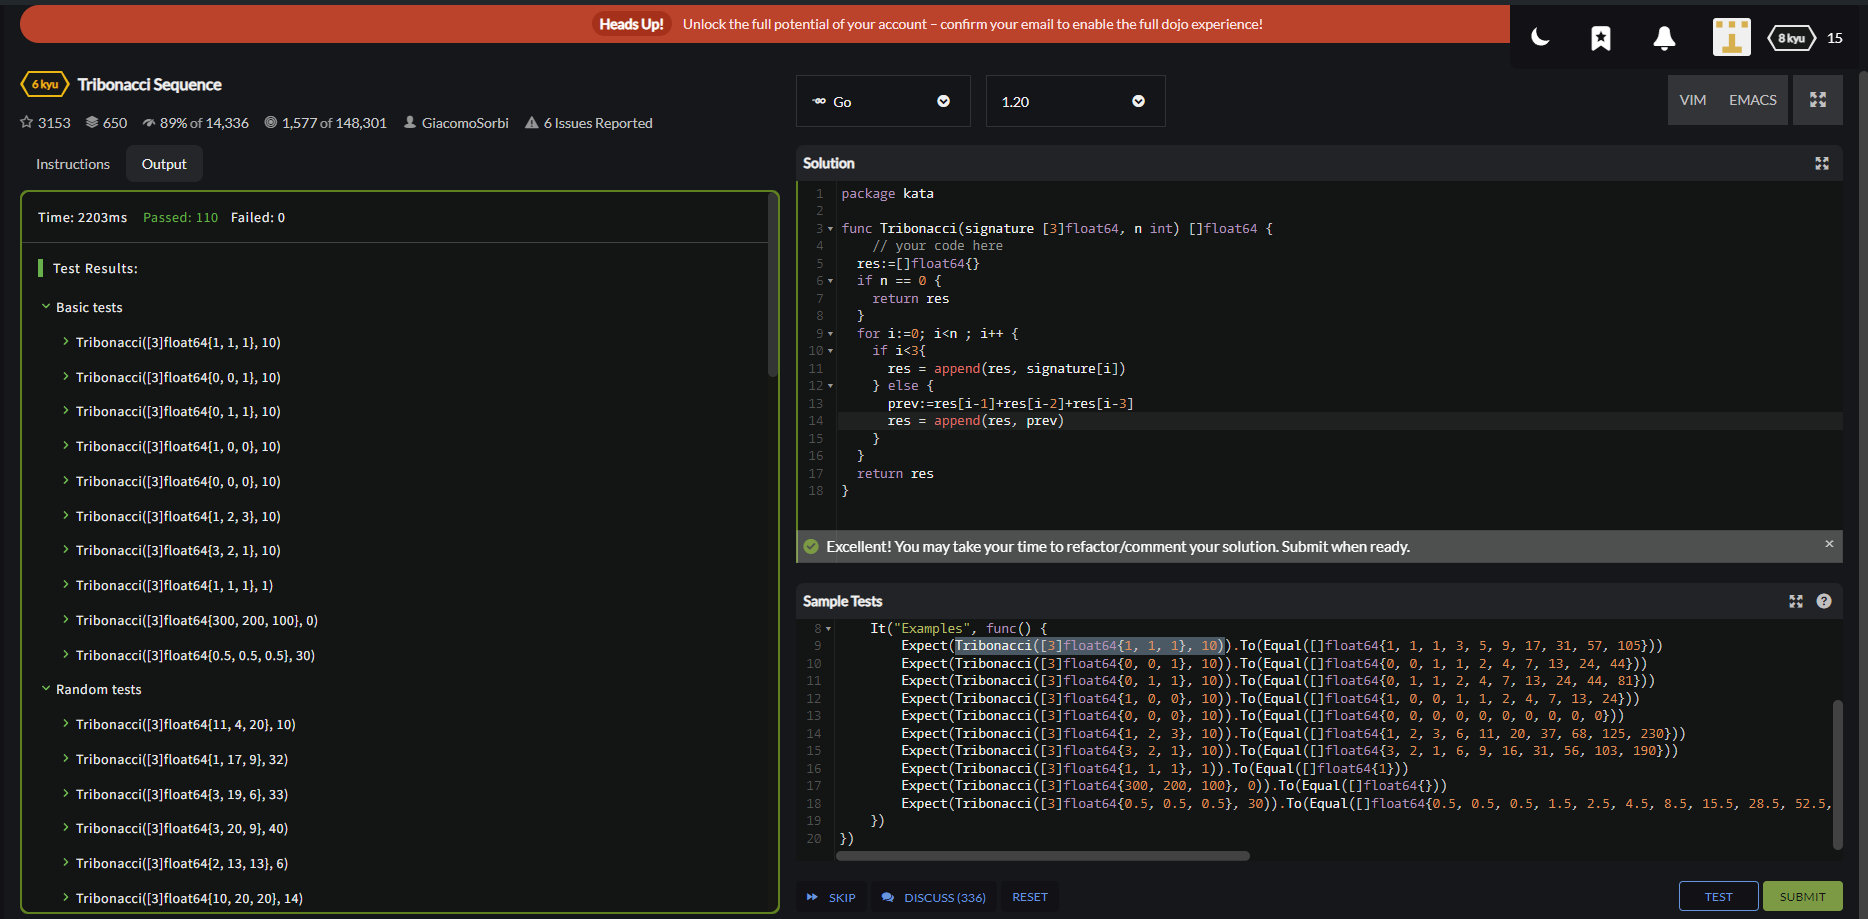 Heads Up! Unlock the full potential of your account – confirm your email to enable the full dojo experience!
8 kyu 15
6 kyu Tribonacci Sequence
3153 650 89% of 14,336 1,577 of 148,301 GiacomoSorbi 6 Issues Reported
Instructions Output
Time: 2203ms Passed: 110 Failed: 0
Test Results:
Basic tests
Tribonacci([3]float64{1, 1, 1}, 10)
Tribonacci([3]float64{0, 0, 1}, 10)
Tribonacci([3]float64{0, 1, 1}, 10)
Tribonacci([3]float64{1, 0, 0}, 10)
Tribonacci([3]float64{0, 0, 0}, 10)
Tribonacci([3]float64{1, 2, 3}, 10)
Tribonacci([3]float64{3, 2, 1}, 10)
Tribonacci([3]float64{1, 1, 1}, 1)
Tribonacci([3]float64{300, 200, 100}, 0)
Tribonacci([3]float64{0.5, 0.5, 0.5}, 30)
Random tests
Tribonacci([3]float64{11, 4, 20}, 10)
Tribonacci([3]float64{1, 17, 9}, 32)
Tribonacci([3]float64{3, 19, 6}, 33)
Tribonacci([3]float64{3, 20, 9}, 40)
Tribonacci([3]float64{2, 13, 13}, 6)
Tribonacci([3]float64{10, 20, 20}, 14)
Go 1.20 VIM EMACS
Solution
1 package kata
2
3 func Tribonacci(signature [3]float64, n int) []float64 {
4 // your code here
5 res:=[]float64{}
6 if n == 0 {
7 return res
8 }
9 for i:=0; i<n ; i++ {
10 if i<3{
11 res = append(res, signature[i])
12 } else {
13 prev:=res[i-1]+res[i-2]+res[i-3]
14 res = append(res, prev)
15 }
16 }
17 return res
18 }
Excellent! You may take your time to refactor/comment your solution. Submit when ready. ×
Sample Tests
8 It("Examples", func() {
9 Expect(Tribonacci([3]float64{1, 1, 1}, 10)).To(Equal([]float64{1, 1, 1, 3, 5, 9, 17, 31, 57, 105}))
10 Expect(Tribonacci([3]float64{0, 0, 1}, 10)).To(Equal([]float64{0, 0, 1, 1, 2, 4, 7, 13, 24, 44}))
11 Expect(Tribonacci([3]float64{0, 1, 1}, 10)).To(Equal([]float64{0, 1, 1, 2, 4, 7, 13, 24, 44, 81}))
12 Expect(Tribonacci([3]float64{1, 0, 0}, 10)).To(Equal([]float64{1, 0, 0, 1, 1, 2, 4, 7, 13, 24}))
13 Expect(Tribonacci([3]float64{0, 0, 0}, 10)).To(Equal([]float64{0, 0, 0, 0, 0, 0, 0, 0, 0, 0}))
14 Expect(Tribonacci([3]float64{1, 2, 3}, 10)).To(Equal([]float64{1, 2, 3, 6, 11, 20, 37, 68, 125, 230}))
15 Expect(Tribonacci([3]float64{3, 2, 1}, 10)).To(Equal([]float64{3, 2, 1, 6, 9, 16, 31, 56, 103, 190}))
16 Expect(Tribonacci([3]float64{1, 1, 1}, 1)).To(Equal([]float64{1}))
17 Expect(Tribonacci([3]float64{300, 200, 100}, 0)).To(Equal([]float64{}))
18 Expect(Tribonacci([3]float64{0.5, 0.5, 0.5}, 30)).To(Equal([]float64{0.5, 0.5, 0.5, 1.5, 2.5, 4.5, 8.5, 15.5, 28.5, 52.5,
19 })
20 })
SKIP DISCUSS (336) RESET TEST SUBMIT